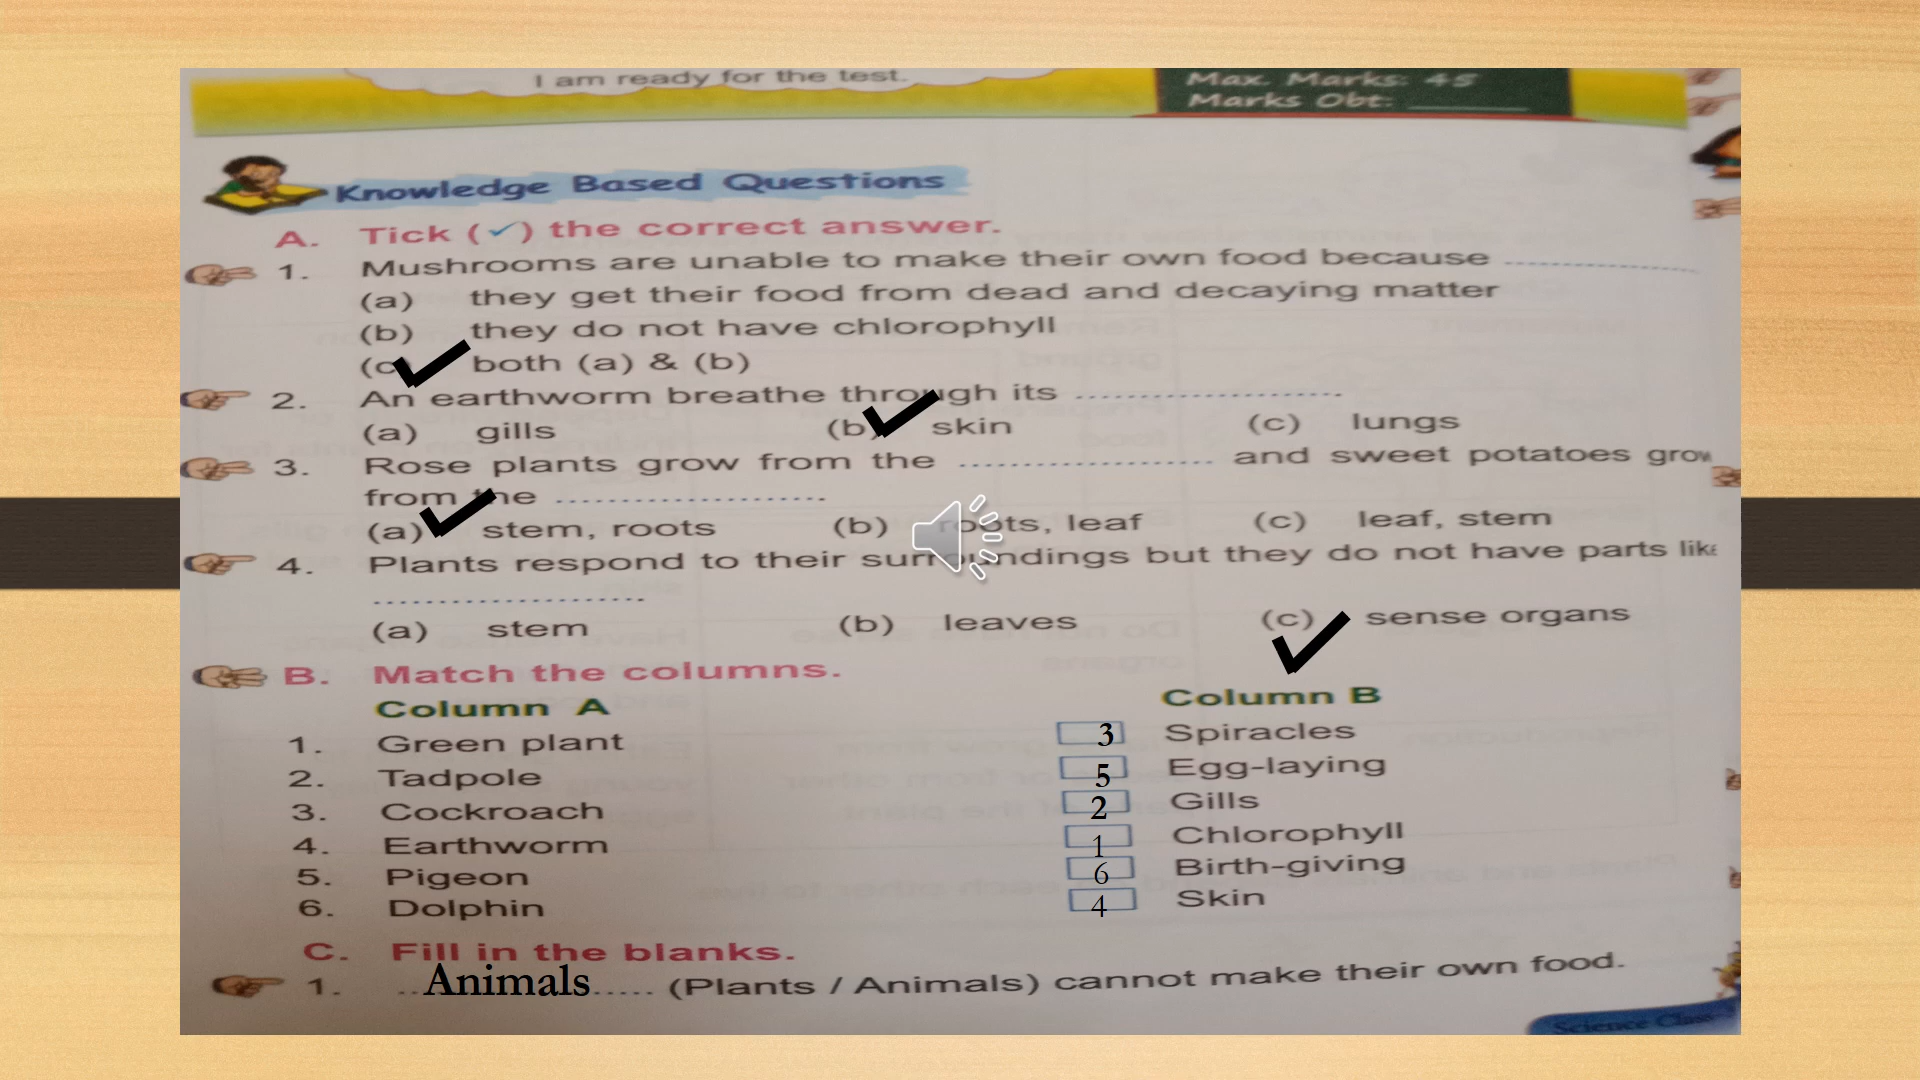 I am ready for the test.
Max. Marks: 45
Marks Obt:
Knowledge Based Questions
A. Tick (✓) the correct answer.
1. Mushrooms are unable to make their own food because ........................
(a) they get their food from dead and decaying matter
(b) they do not have chlorophyll
(c) both (a) & (b)
2. An earthworm breathe through its ........................
(a) gills (b) skin (c) lungs
3. Rose plants grow from the ........................ and sweet potatoes grow
from the ........................
(a) stem, roots (b) roots, leaf (c) leaf, stem
4. Plants respond to their surroundings but they do not have parts like
........................
(a) stem (b) leaves (c) sense organs
B. Match the columns.
Column A Column B
1. Green plant 3 Spiracles
2. Tadpole 5 Egg-laying
3. Cockroach 2 Gills
4. Earthworm 1 Chlorophyll
5. Pigeon 6 Birth-giving
6. Dolphin 4 Skin
C. Fill in the blanks.
1. ..Animals..... (Plants / Animals) cannot make their own food.
Science Class